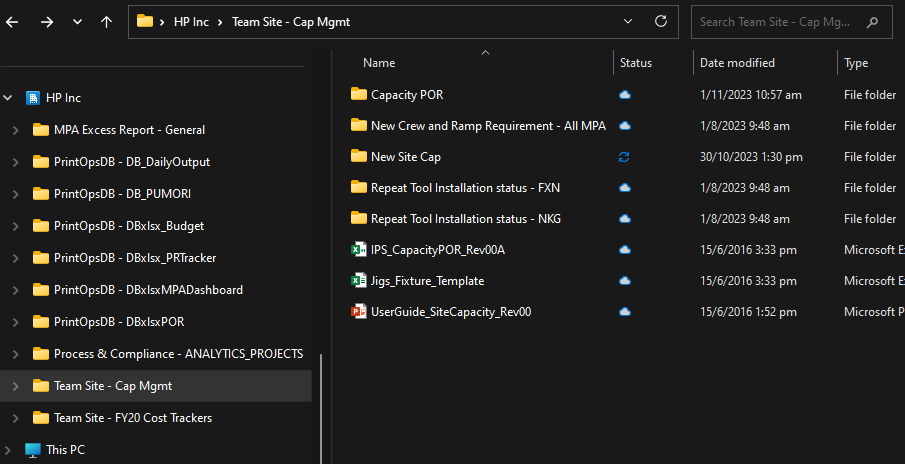 HP Inc
Team Site - Cap Mgmt
Search Team Site - Cap Mg...
HP Inc
MPA Excess Report - General
PrintOpsDB - DB_DailyOutput
PrintOpsDB - DB_PUMORI
PrintOpsDB - DBxlsx_Budget
PrintOpsDB - DBxlsx_PRTracker
PrintOpsDB - DBxlsxMPADashboard
PrintOpsDB - DBxlsxPOR
Process & Compliance - ANALYTICS_PROJECTS
Team Site - Cap Mgmt
Team Site - FY20 Cost Trackers
This PC
Name Status Date modified Type
Capacity POR 1/11/2023 10:57 am File folder
New Crew and Ramp Requirement - All MPA 1/8/2023 9:48 am File folder
New Site Cap 30/10/2023 1:30 pm File folder
Repeat Tool Installation status - FXN 1/8/2023 9:48 am File folder
Repeat Tool Installation status - NKG 1/8/2023 9:48 am File folder
IPS_CapacityPOR_Rev00A 15/6/2016 3:33 pm Microsoft E
Jigs_Fixture_Template 15/6/2016 3:33 pm Microsoft E
UserGuide_SiteCapacity_Rev00 15/6/2016 1:52 pm Microsoft P